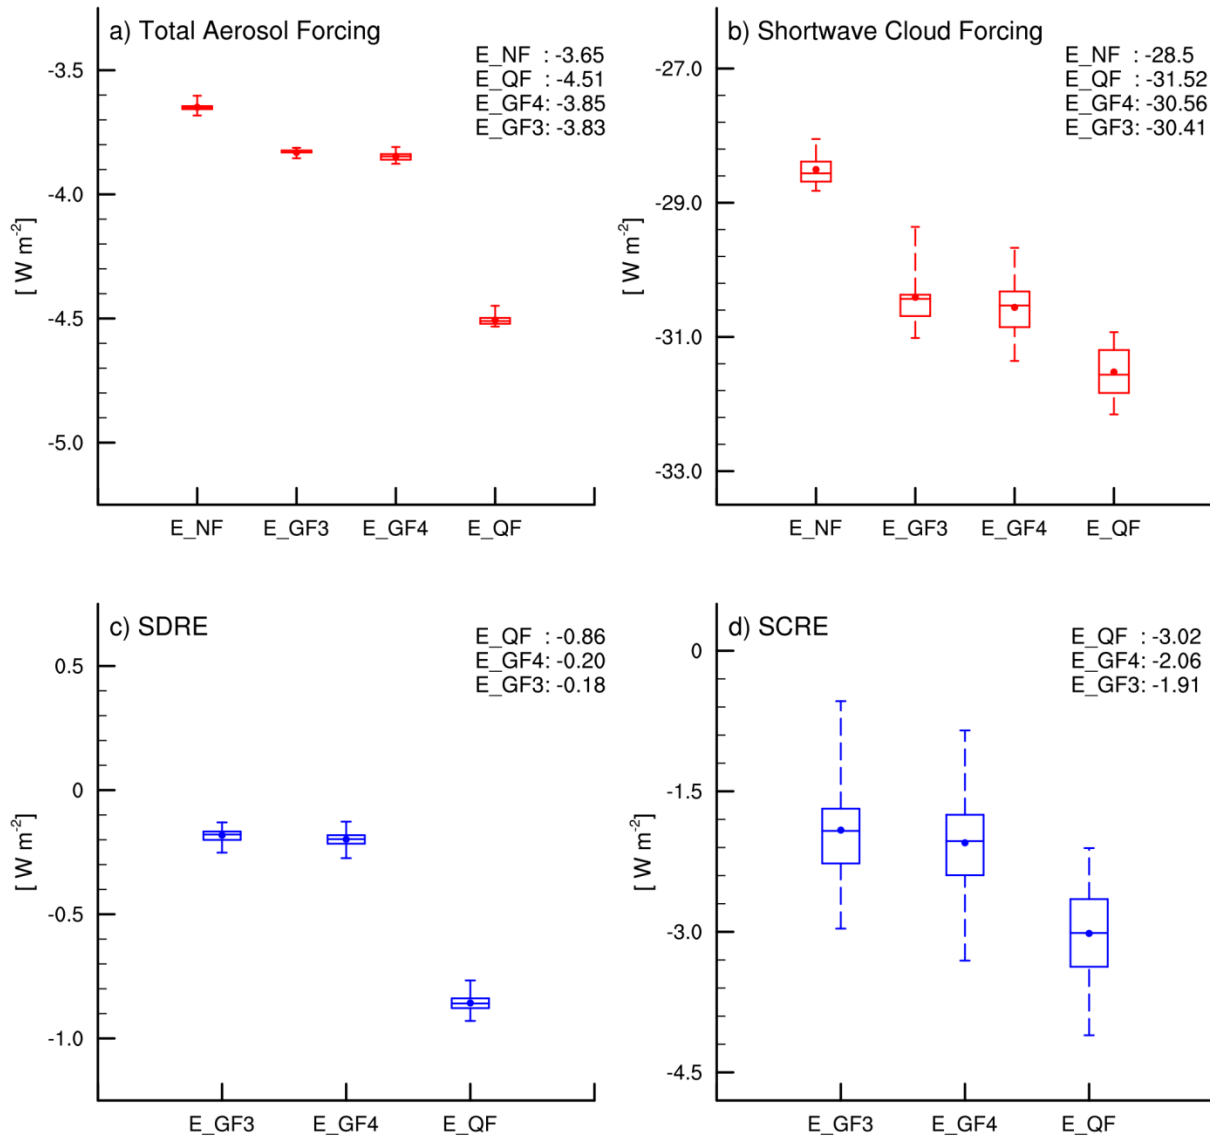 a) Total Aerosol Forcing
E_NF : -3.65
E_QF : -4.51
E_GF4: -3.85
E_GF3: -3.83
-3.5
-4.0
-4.5
-5.0
[ W m-2]
E_NF E_GF3 E_GF4 E_QF
b) Shortwave Cloud Forcing
E_NF : -28.5
E_QF : -31.52
E_GF4: -30.56
E_GF3: -30.41
-27.0
-29.0
-31.0
-33.0
[ W m-2]
E_NF E_GF3 E_GF4 E_QF
c) SDRE
E_QF : -0.86
E_GF4: -0.20
E_GF3: -0.18
0.5
0
-0.5
-1.0
[ W m-2]
E_GF3 E_GF4 E_QF
d) SCRE
E_QF : -3.02
E_GF4: -2.06
E_GF3: -1.91
0
-1.5
-3.0
-4.5
[ W m-2]
E_GF3 E_GF4 E_QF